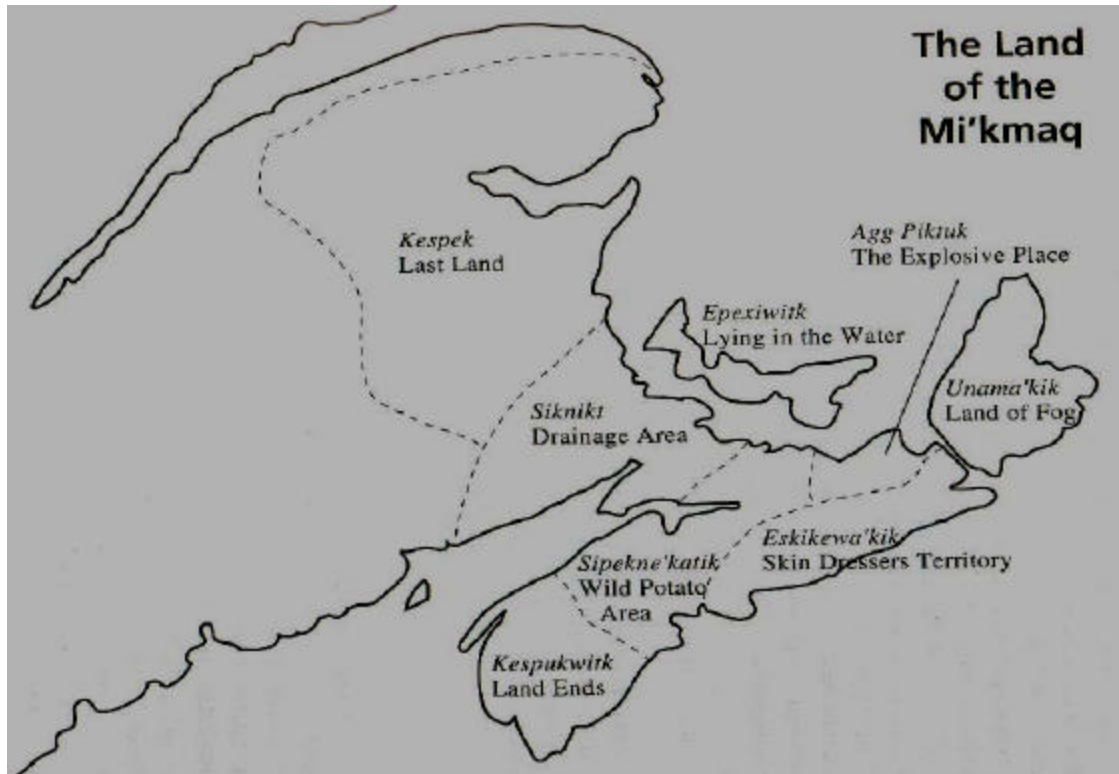 The Land
of the
Mi'kmaq
Kespek
Last Land
Agg Piktuk
The Explosive Place
Epexiwitk
Lying in the Water
Unama'kik
Land of Fog
Siknikt
Drainage Area
Eskikewa'kik
Skin Dressers Territory
Sipekne'katik
Wild Potato
Area
Kespukwitk
Land Ends